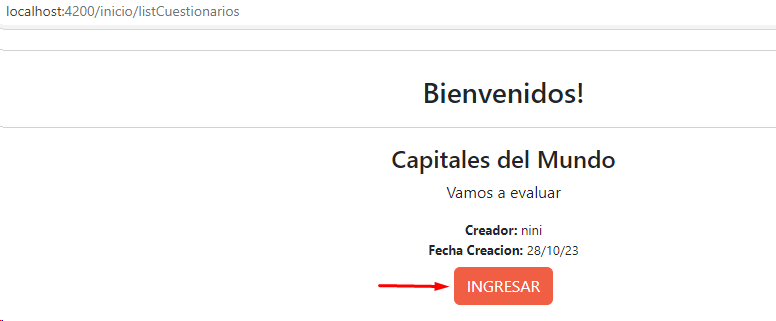 localhost:4200/inicio/listCuestionarios
Bienvenidos!
Capitales del Mundo
Vamos a evaluar
Creador: nini
Fecha Creacion: 28/10/23
INGRESAR